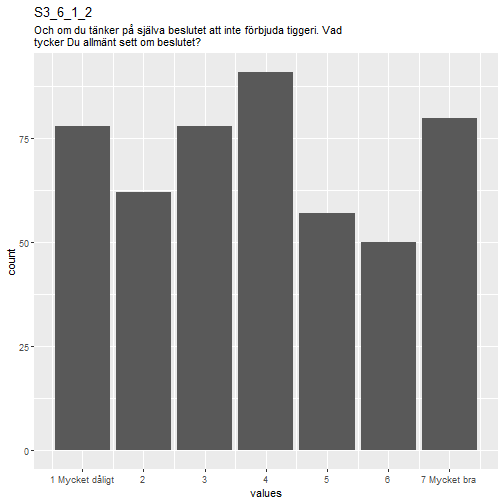 S3_6_1_2
Och om du tänker på själva beslutet att inte förbjuda tiggeri. Vad
tycker Du allmänt sett om beslutet?
75
50
25
0
count
1 Mycket dåligt 2 3 4 5 6 7 Mycket bra
values